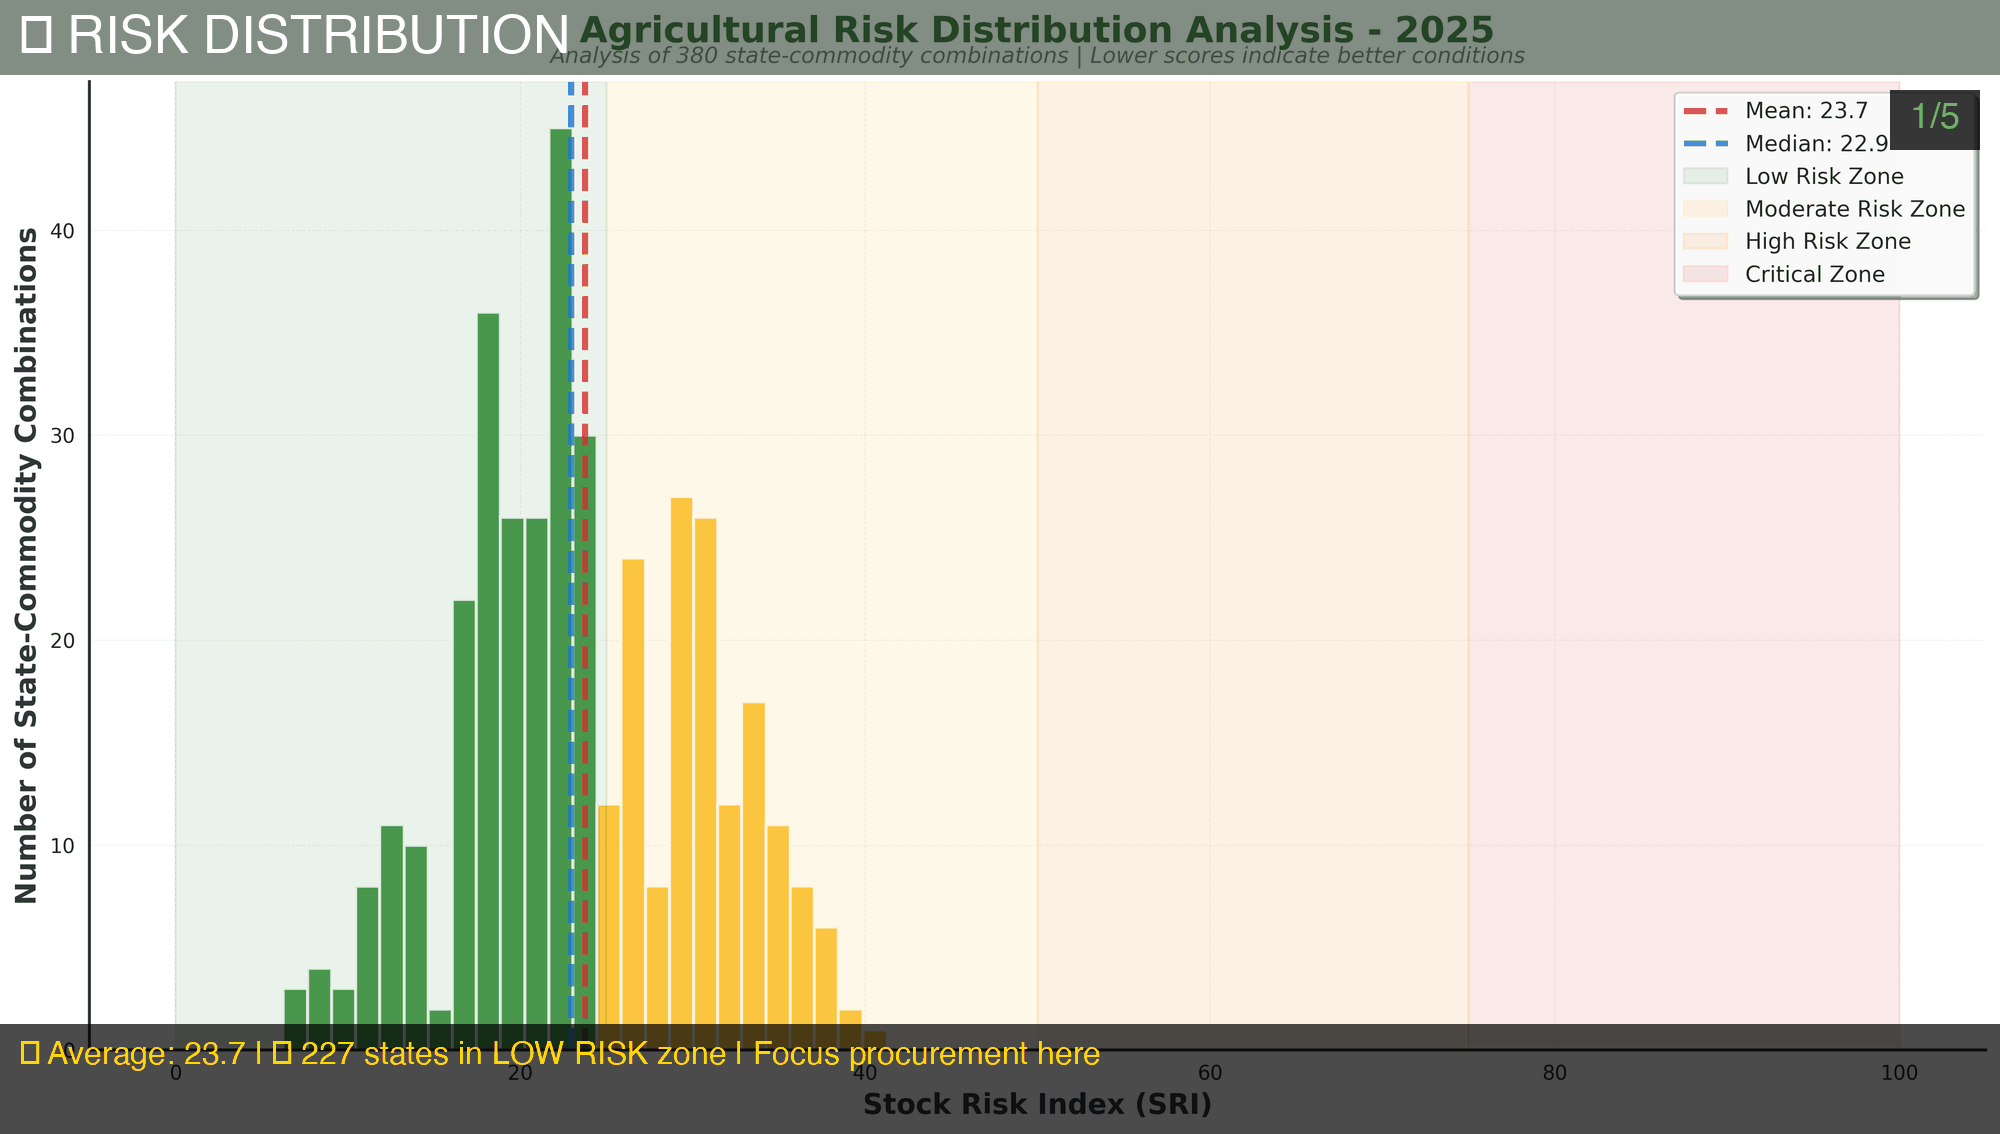 RISK DISTRIBUTION
Agricultural Risk Distribution Analysis - 2025
Analysis of 380 state-commodity combinations | Lower scores indicate better conditions
1/5
Mean: 23.7
Median: 22.9
Low Risk Zone
Moderate Risk Zone
High Risk Zone
Critical Zone
Number of State-Commodity Combinations
40
30
20
10
0
Average: 23.7 | 227 states in LOW RISK zone | Focus procurement here
0 20 40 60 80 100
Stock Risk Index (SRI)